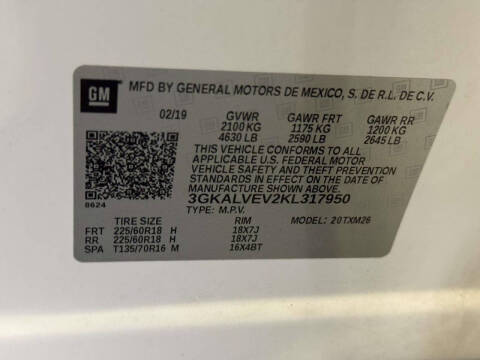 GM
MFD BY GENERAL MOTORS DE MEXICO, S. DE R.L. DE C.V.
02/19 GVWR GAWR FRT GAWR RR
2100 KG 1175 KG 1200 KG
4630 LB 2590 LB 2645 LB
THIS VEHICLE CONFORMS TO ALL
APPLICABLE U.S. FEDERAL MOTOR
VEHICLE SAFETY AND THEFT PREVENTION
STANDARDS IN EFFECT ON THE DATE OF
MANUFACTURE SHOWN ABOVE.
8624
3GKALVEV2KL317950
TYPE: M.P.V. MODEL: 20TXM26
TIRE SIZE RIM
FRT 225/60R18 H 18X7J
RR 225/60R18 H 18X7J
SPA T135/70R16 M 16X4BT